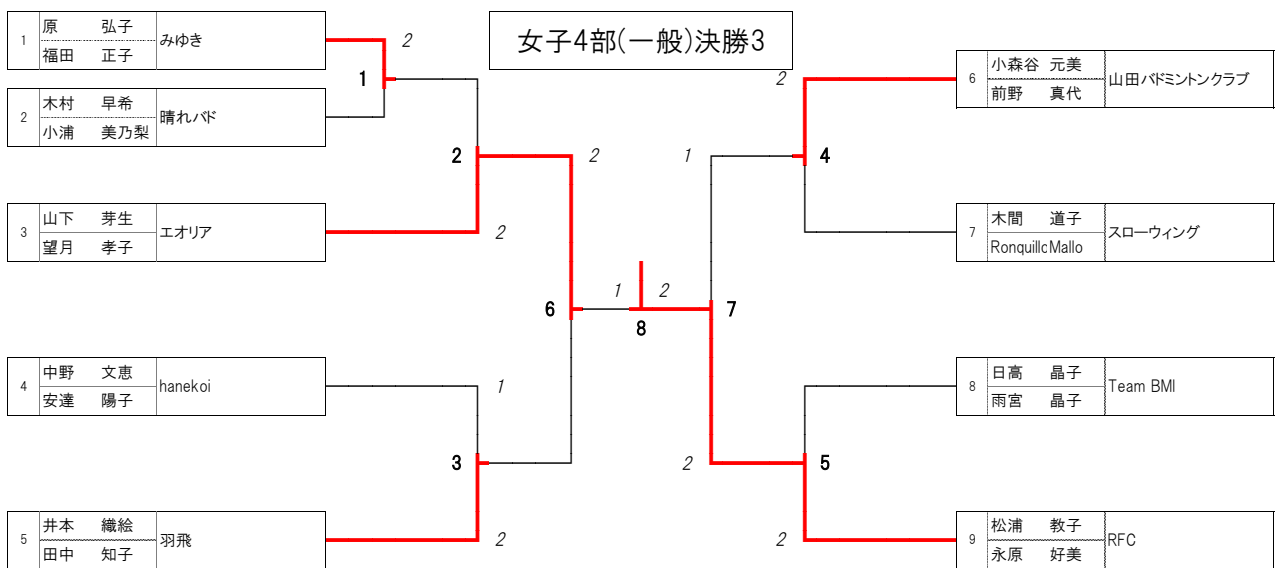 女子4部(一般)決勝3
1 原 弘子 みゆき
福田 正子
2
1
2 木村 早希 晴れバド
小浦 美乃梨
2
2
3 山下 芽生 エオリア
望月 孝子
2
6
4 中野 文恵 hanekoi
安達 陽子
1
3
5 井本 織絵 羽飛
田中 知子
2
1 2
8
6 小森谷 元美 山田バドミントンクラブ
前野 真代
2
1
4
7 木間 道子 スローウィング
Ronquillo Mallo
7
8 日高 晶子 Team BMI
雨宮 晶子
2
5
9 松浦 教子 RFC
永原 好美
2